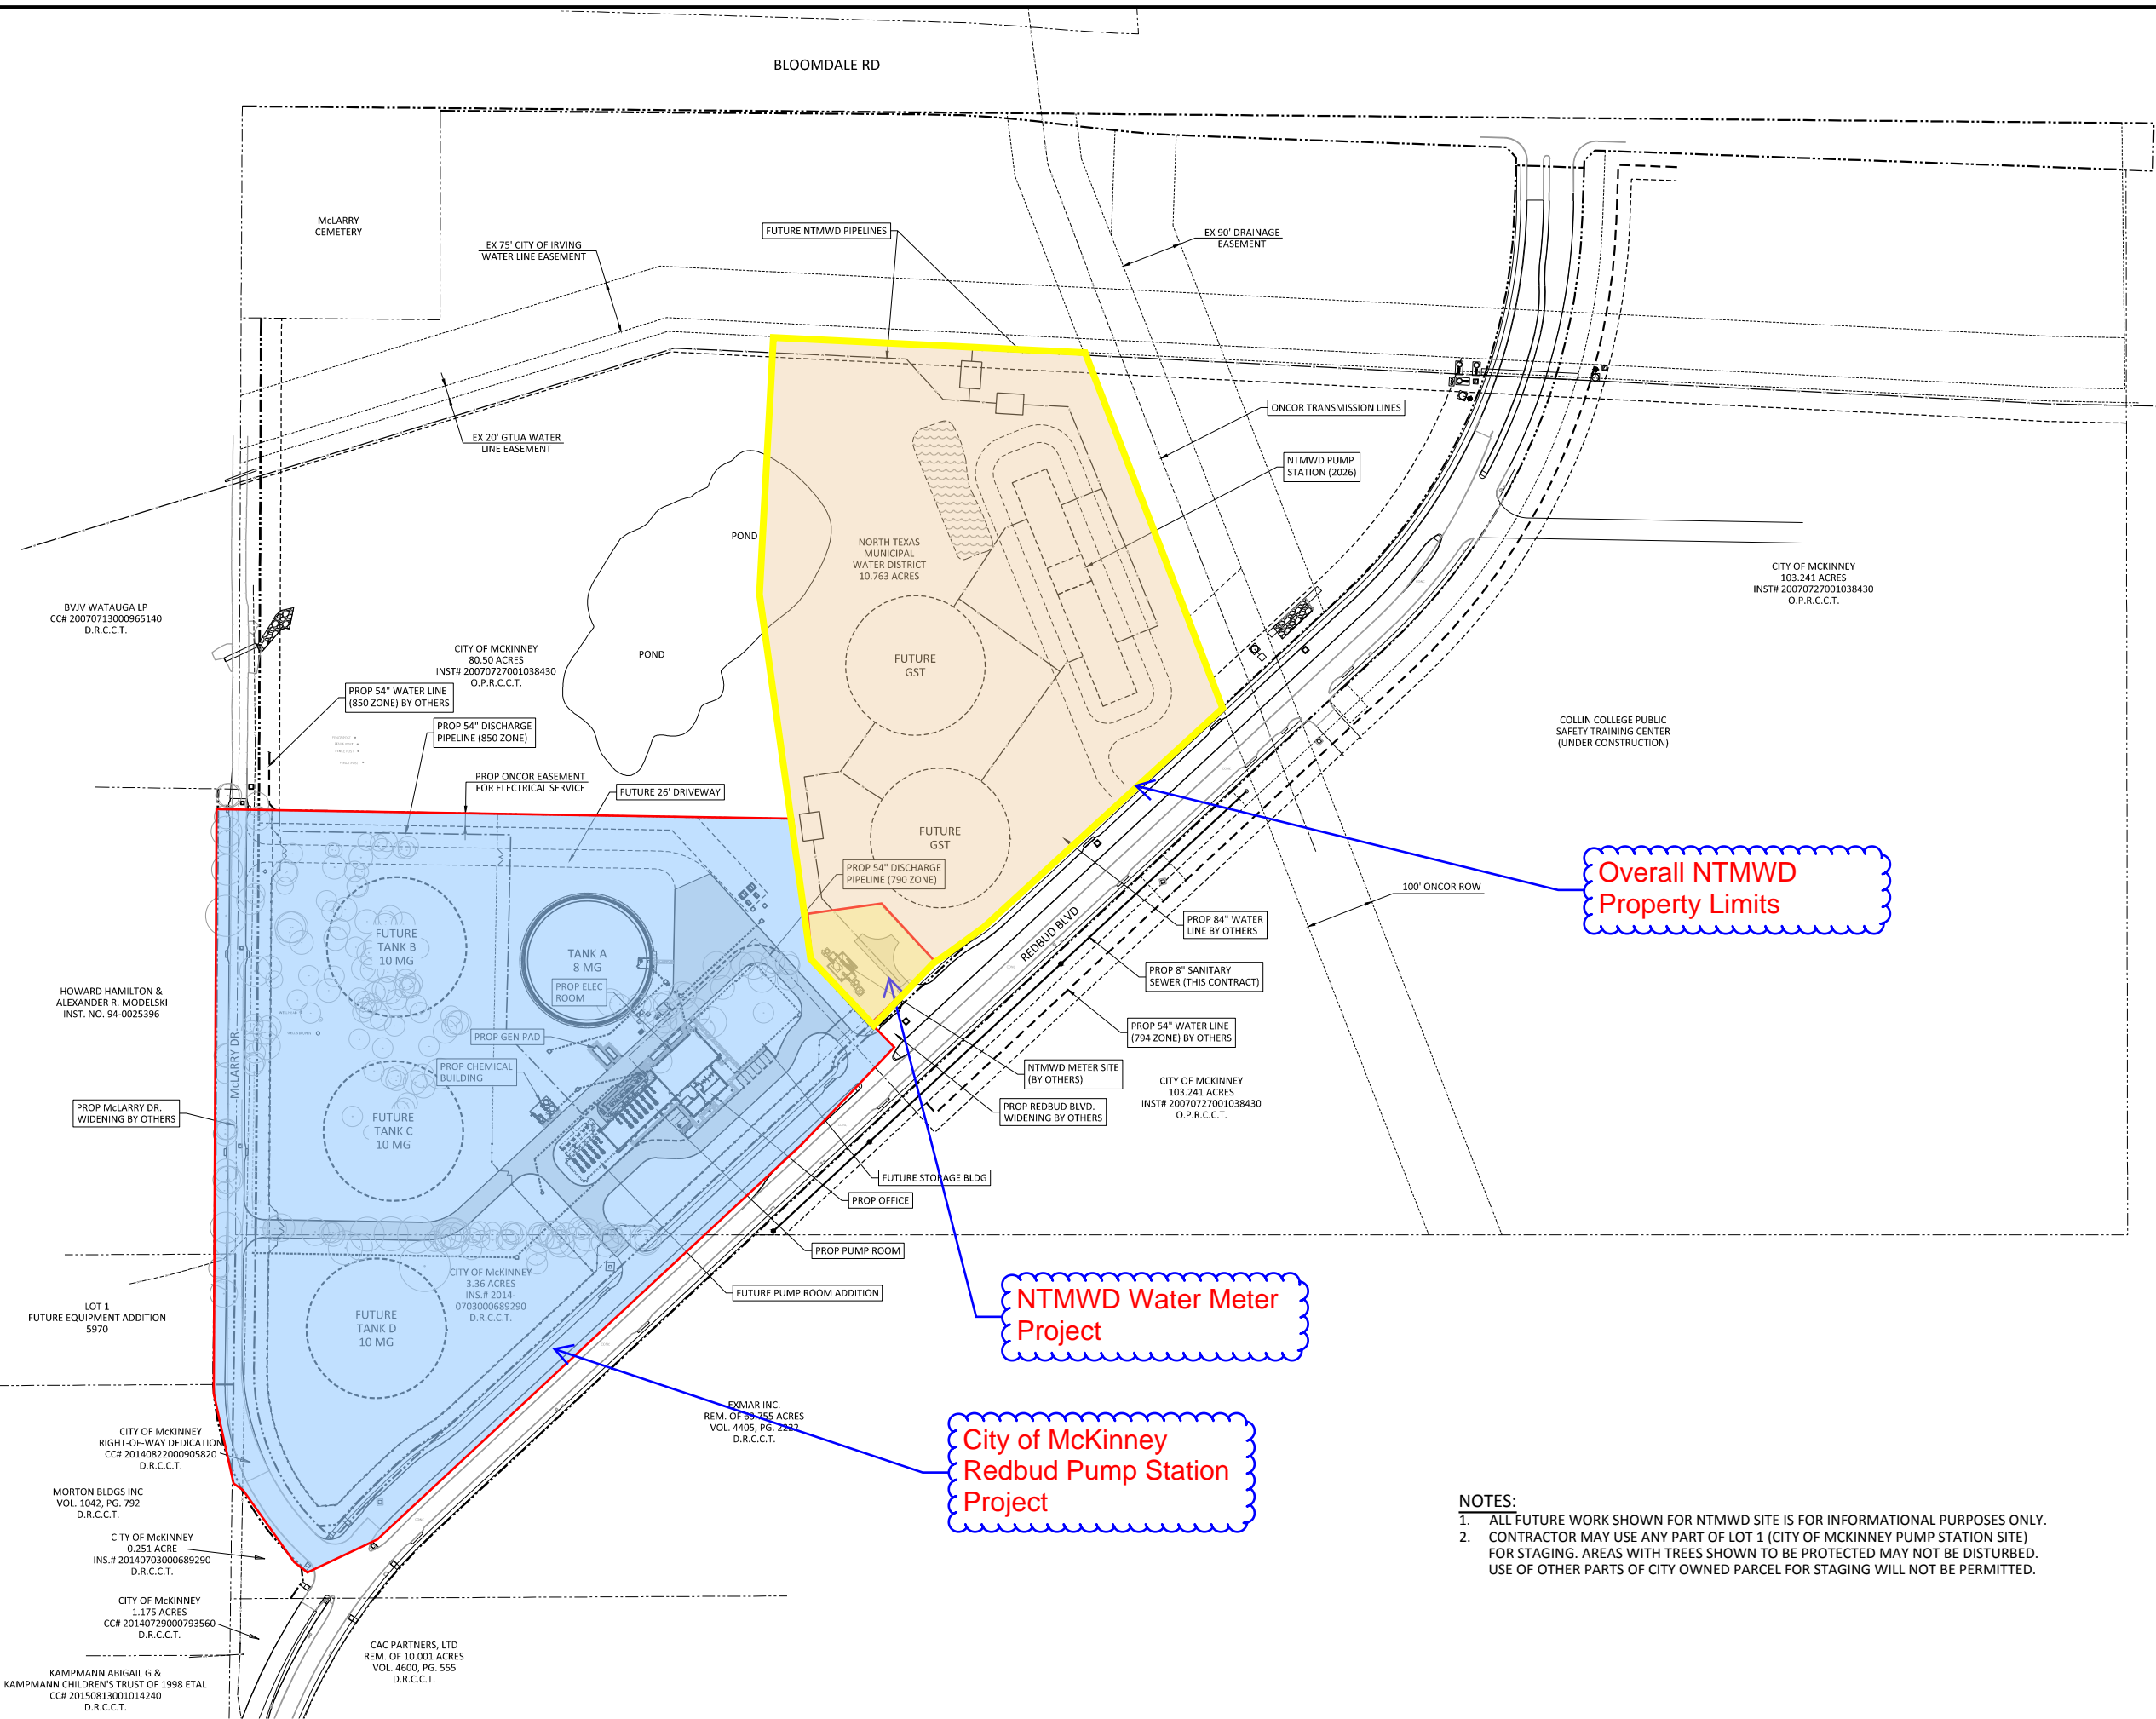 BLOOMDALE RD
McLARRY
CEMETERY
FUTURE NTMWD PIPELINES
EX 75' CITY OF IRVING
WATER LINE EASEMENT
EX 90' DRAINAGE
EASEMENT
ONCOR TRANSMISSION LINES
EX 20' GTUA WATER
LINE EASEMENT
NTMWD PUMP
STATION (2026)
POND
NORTH TEXAS
MUNICIPAL
WATER DISTRICT
10.763 ACRES
CITY OF MCKINNEY
103.241 ACRES
INST# 20070727001038430
O.P.R.C.C.T.
BVJV WATAUGA LP
CC# 20070713000965140
D.R.C.C.T.
CITY OF MCKINNEY
80.50 ACRES
INST# 20070727001038430
O.P.R.C.C.T.
POND
FUTURE
GST
PROP 54" WATER LINE
(850 ZONE) BY OTHERS
PROP 54" DISCHARGE
PIPELINE (850 ZONE)
COLLIN COLLEGE PUBLIC
SAFETY TRAINING CENTER
(UNDER CONSTRUCTION)
PROP ONCOR EASEMENT
FOR ELECTRICAL SERVICE
FUTURE 26' DRIVEWAY
FUTURE
GST
PROP 54" DISCHARGE
PIPELINE (790 ZONE)
Overall NTMWD
Property Limits
100' ONCOR ROW
REDBUD BLVD
PROP 84" WATER
LINE BY OTHERS
FUTURE
TANK B
10 MG
TANK A
8 MG
PROP ELEC
ROOM
PROP 8" SANITARY
SEWER (THIS CONTRACT)
HOWARD HAMILTON &
ALEXANDER R. MODELSKI
INST. NO. 94-0025396
PROP GEN PAD
PROP 54" WATER LINE
(794 ZONE) BY OTHERS
McLARRY DR.
PROP CHEMICAL
BUILDING
NTMWD METER SITE
(BY OTHERS)
CITY OF MCKINNEY
103.241 ACRES
INST# 20070727001038430
O.P.R.C.C.T.
PROP McLARRY DR.
WIDENING BY OTHERS
PROP REDBUD BLVD.
WIDENING BY OTHERS
FUTURE
TANK C
10 MG
FUTURE STORAGE BLDG
PROP OFFICE
PROP PUMP ROOM
CITY OF McKINNEY
3.36 ACRES
INS.# 2014-
0703000689290
D.R.C.C.T.
FUTURE PUMP ROOM ADDITION
NTMWD Water Meter
Project
LOT 1
FUTURE EQUIPMENT ADDITION
5970
FUTURE
TANK D
10 MG
EXMAR INC.
REM. OF 63.755 ACRES
VOL. 4405, PG. 2222
D.R.C.C.T.
City of McKinney
Redbud Pump Station
Project
CITY OF McKINNEY
RIGHT-OF-WAY DEDICATION
CC# 20140822000905820
D.R.C.C.T.
MORTON BLDGS INC
VOL. 1042, PG. 792
D.R.C.C.T.
CITY OF McKINNEY
0.251 ACRE
INS.# 20140703000689290
D.R.C.C.T.
CITY OF McKINNEY
1.175 ACRES
CC# 20140729000793560
D.R.C.C.T.
CAC PARTNERS, LTD
REM. OF 10.001 ACRES
VOL. 4600, PG. 555
D.R.C.C.T.
KAMPMANN ABIGAIL G &
KAMPMANN CHILDREN'S TRUST OF 1998 ETAL
CC# 20150813001014240
D.R.C.C.T.
NOTES:
1. ALL FUTURE WORK SHOWN FOR NTMWD SITE IS FOR INFORMATIONAL PURPOSES ONLY.
2. CONTRACTOR MAY USE ANY PART OF LOT 1 (CITY OF MCKINNEY PUMP STATION SITE)
FOR STAGING. AREAS WITH TREES SHOWN TO BE PROTECTED MAY NOT BE DISTURBED.
USE OF OTHER PARTS OF CITY OWNED PARCEL FOR STAGING WILL NOT BE PERMITTED.